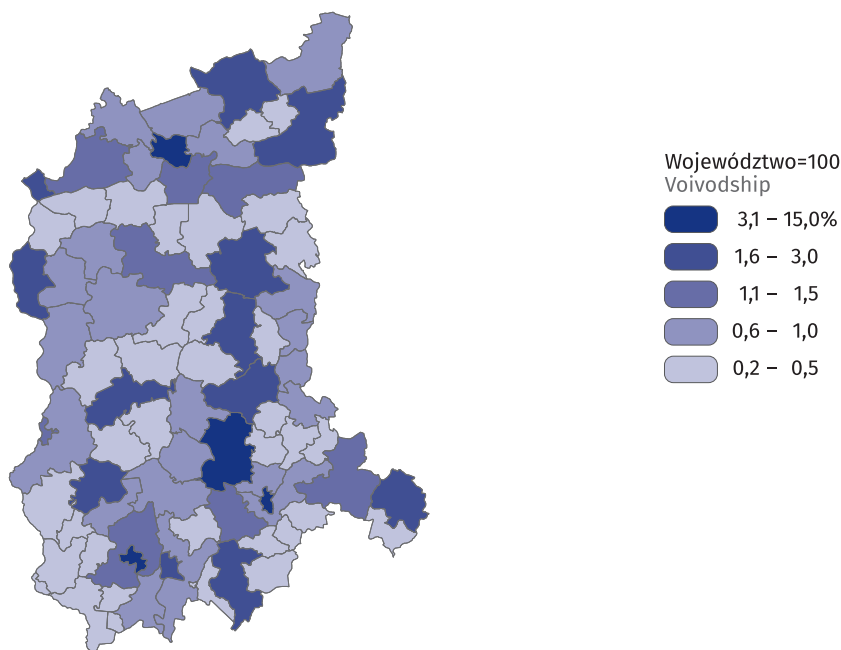 Województwo=100
Voivodship
3,1 – 15,0%
1,6 – 3,0
1,1 – 1,5
0,6 – 1,0
0,2 – 0,5